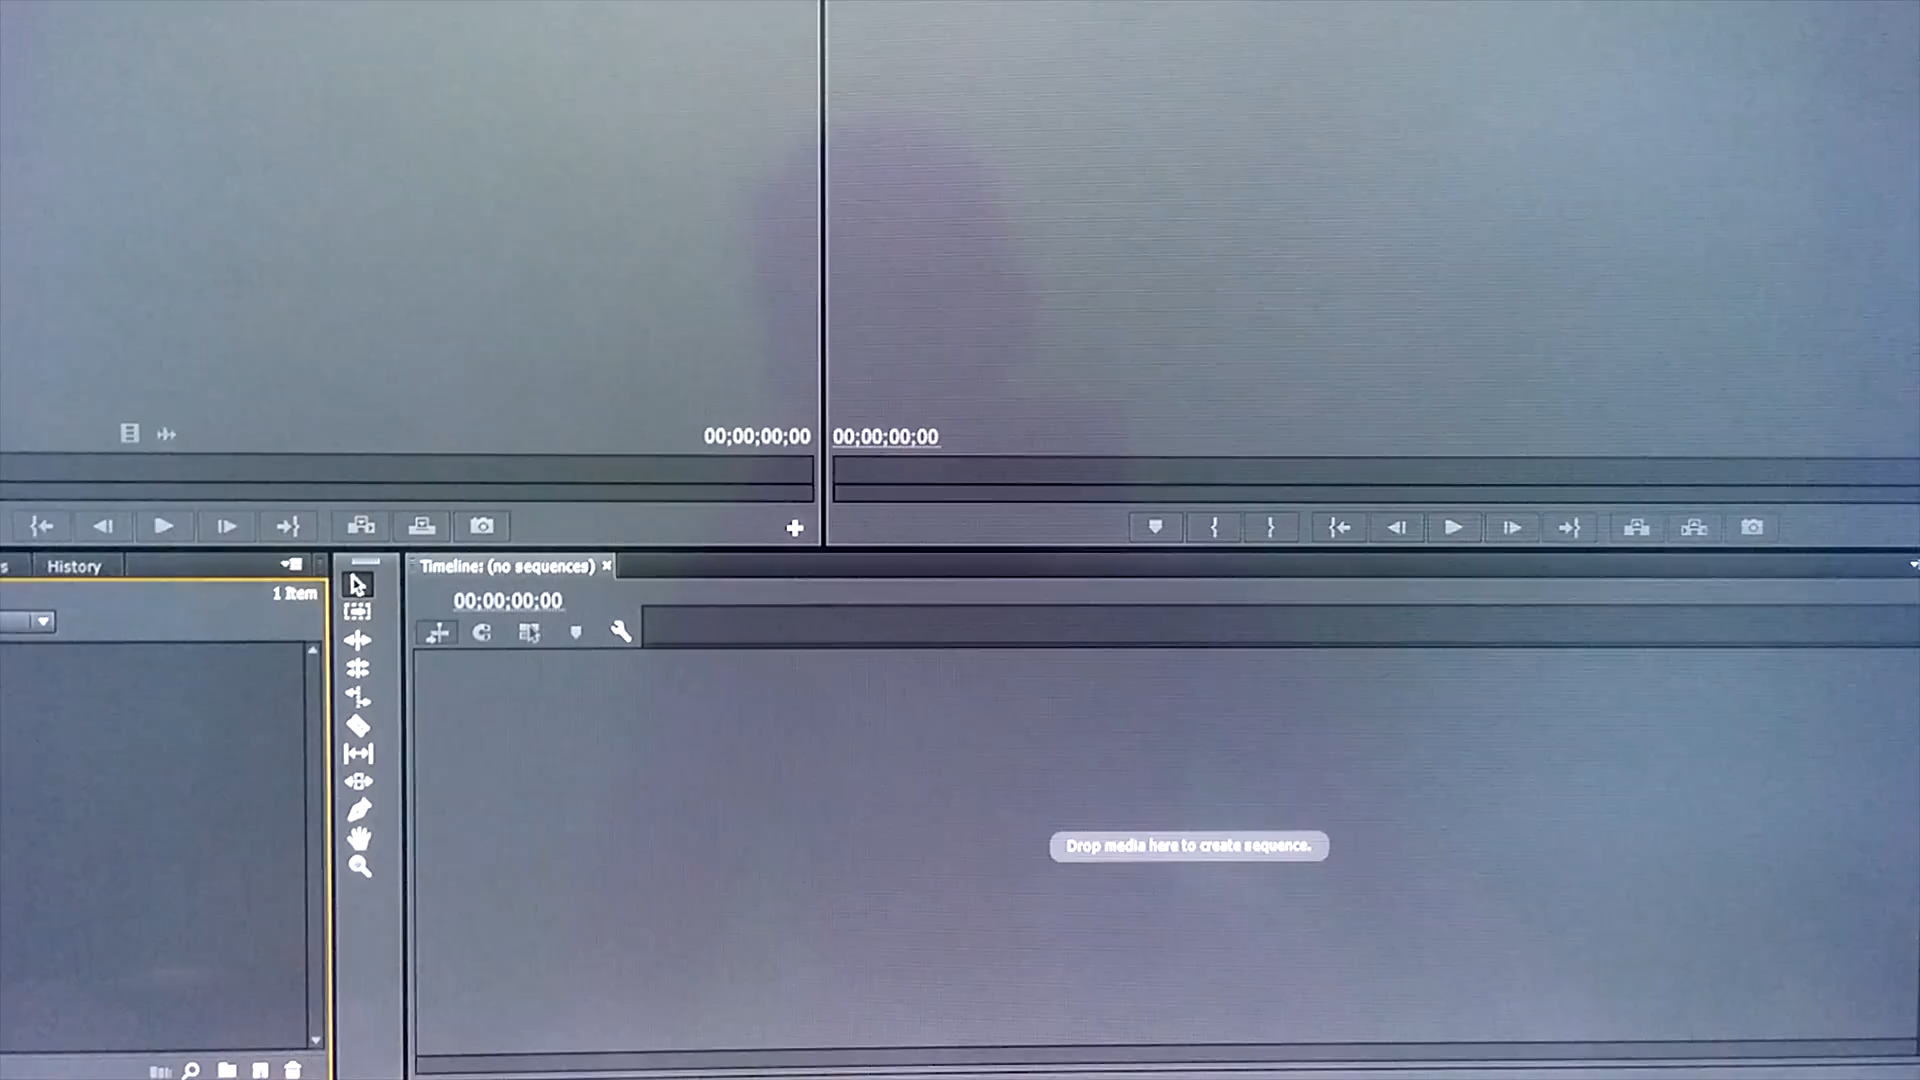 00;00;00;00
00;00;00;00
s
History
1 Item
Timeline: (no sequences) ×
00;00;00;00
Drop media here to create sequence.